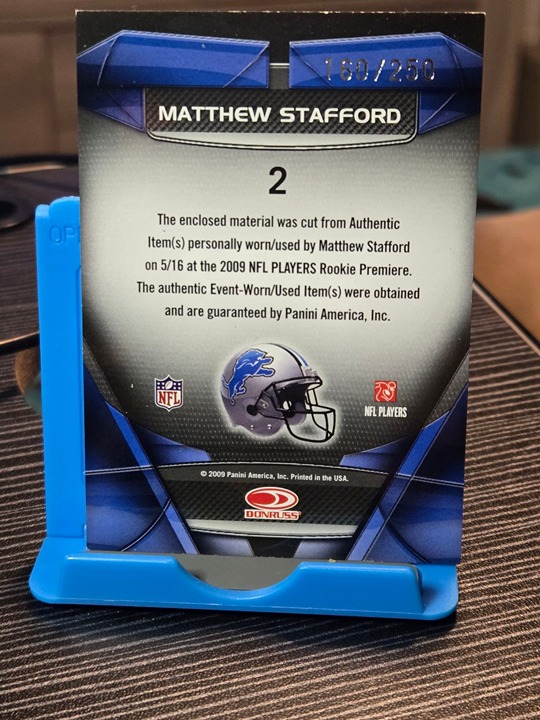 160/250
MATTHEW STAFFORD
2
The enclosed material was cut from Authentic
Item(s) personally worn/used by Matthew Stafford
on 5/16 at the 2009 NFL PLAYERS Rookie Premiere.
The authentic Event-Worn/Used Item(s) were obtained
and are guaranteed by Panini America, Inc.
NFL
NFL PLAYERS
© 2009 Panini America, Inc. Printed in the USA.
DONRUSS